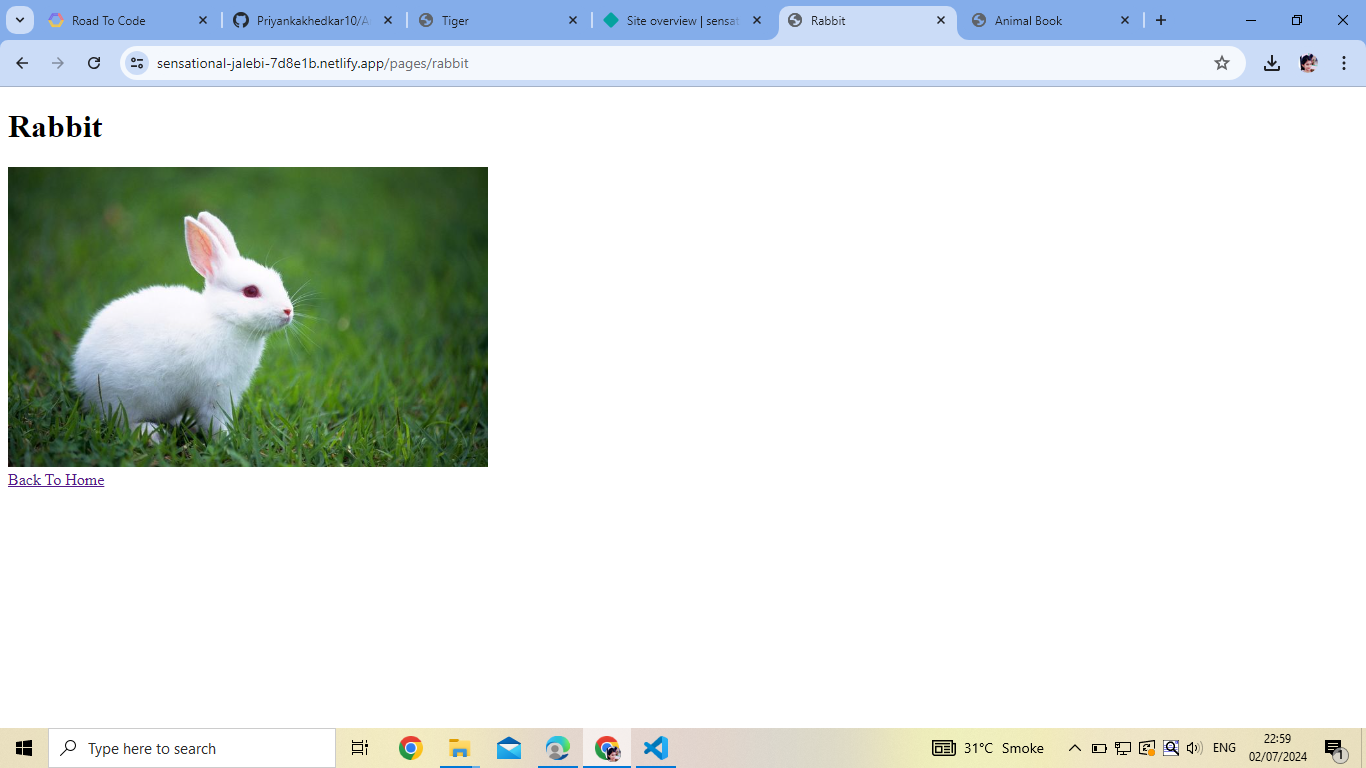 Road To Code
Priyankakhedkar10/A
Tiger
Site overview | sensat
Rabbit
Animal Book
sensational-jalebi-7d8e1b.netlify.app/pages/rabbit
Rabbit
Back To Home
Type here to search
31°C Smoke
ENG
22:59
02/07/2024
1